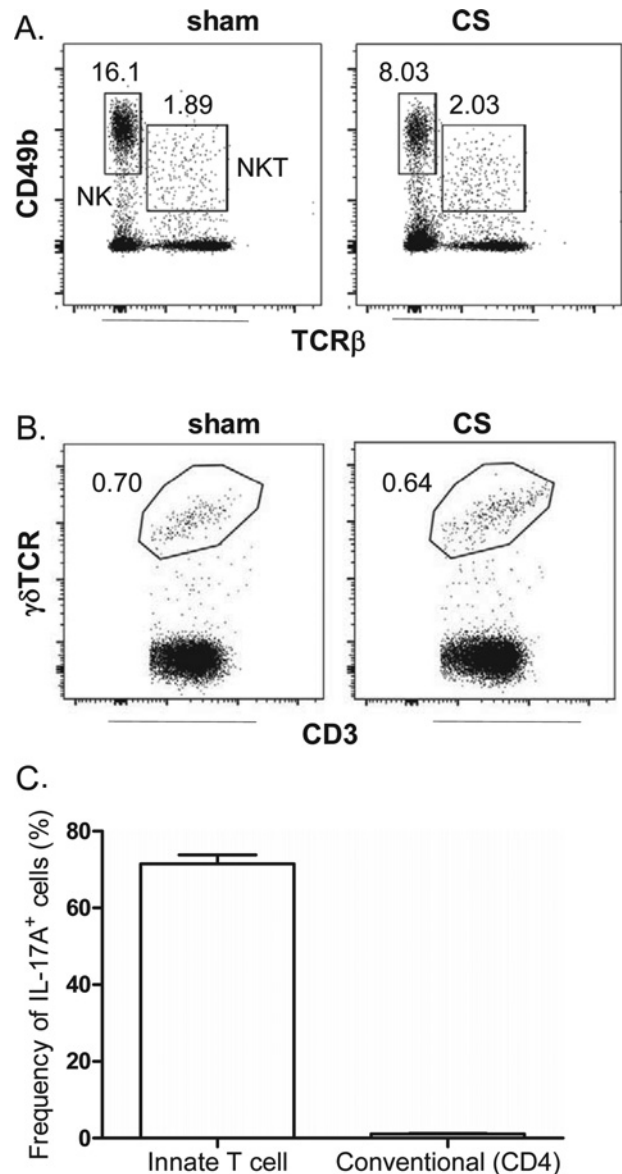 A.
sham
CS
16.1
1.89
8.03
2.03
NK
NKT
CD49b
TCRβ
B.
sham
CS
0.70
0.64
γδTCR
CD3
C.
Frequency of IL-17A⁺ cells (%)
80
60
40
20
0
Innate T cell
Conventional (CD4)